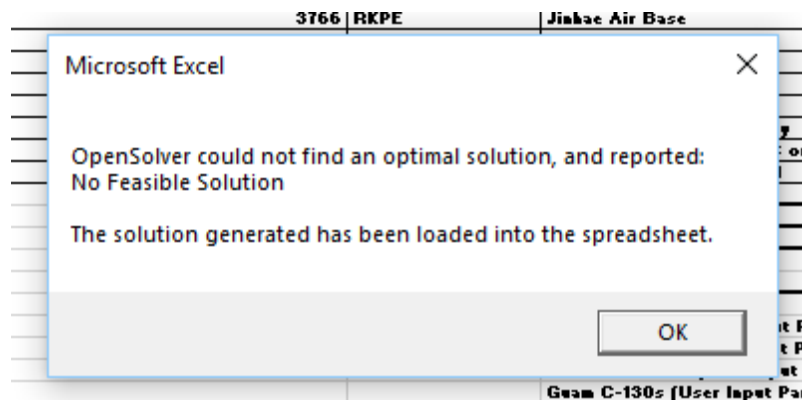 3766 RKPE Jinhae Air Base
Microsoft Excel
OpenSolver could not find an optimal solution, and reported:
No Feasible Solution
The solution generated has been loaded into the spreadsheet.
OK
Guam C-130s (User Input Pa